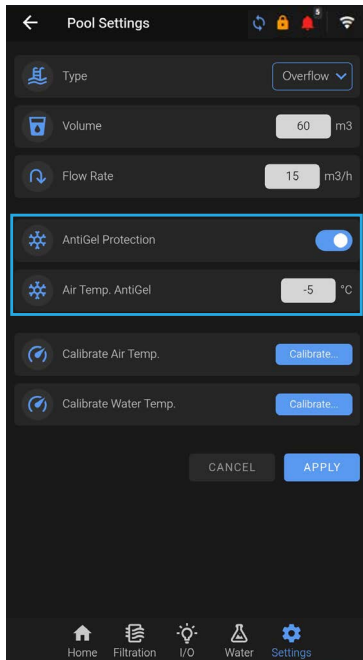 Pool Settings
5
Type
Overflow
Volume
60 m3
Flow Rate
15 m3/h
AntiGel Protection
Air Temp. AntiGel
-5 °C
Calibrate Air Temp.
Calibrate...
Calibrate Water Temp.
Calibrate...
CANCEL APPLY
Home Filtration I/O Water Settings